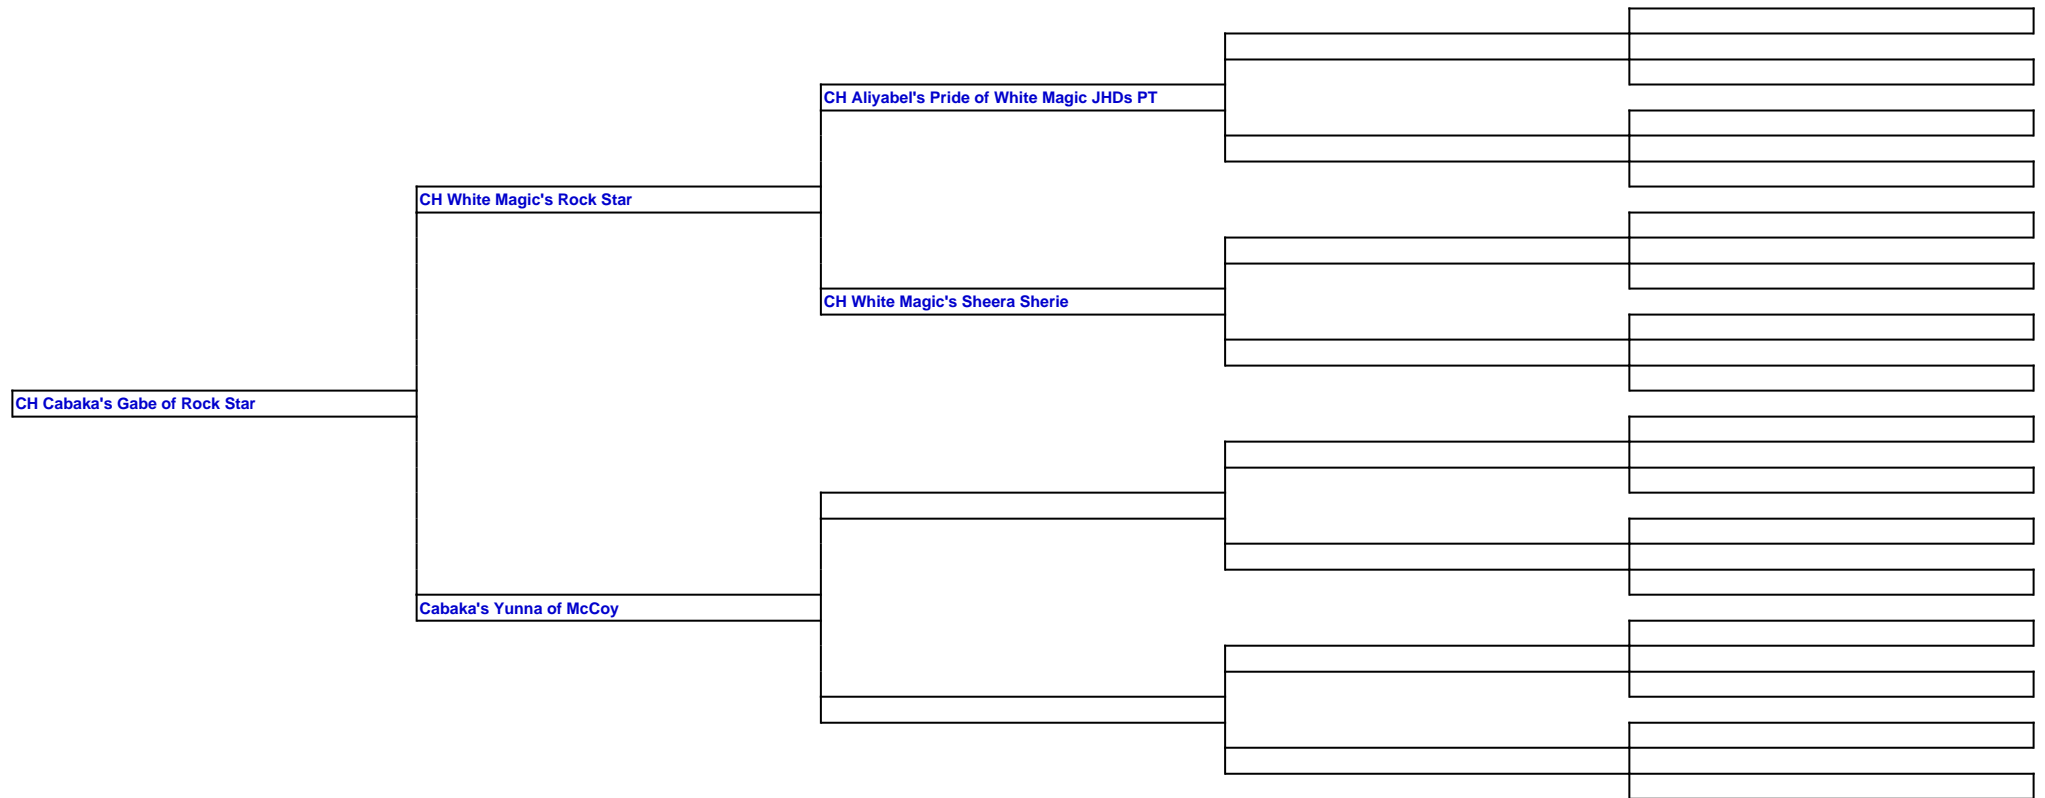 CH Aliyabel's Pride of White Magic JHDs PT
CH White Magic's Rock Star
CH White Magic's Sheera Sherie
CH Cabaka's Gabe of Rock Star
Cabaka's Yunna of McCoy